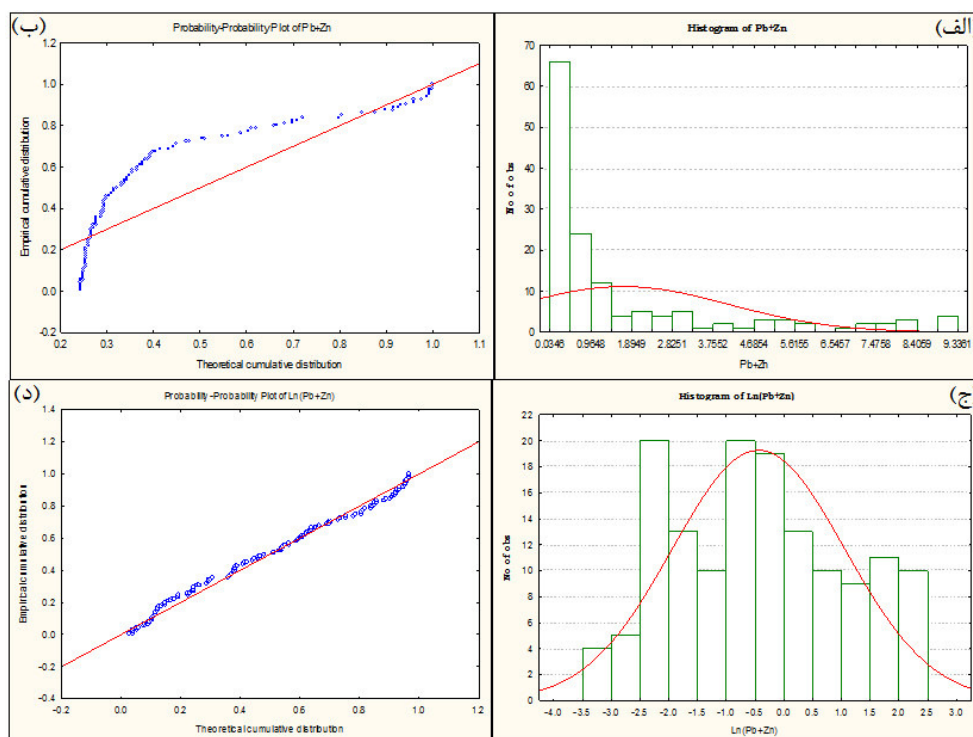 (ب)
Probability-Probability Plot of Pb+Zn
1.2
1.0
0.8
0.6
0.4
0.2
0.0
-0.2
Empirical cumulative distribution
0.2 0.3 0.4 0.5 0.6 0.7 0.8 0.9 1.0 1.1
Theoretical cumulative distribution
(الف)
Histogram of Pb+Zn
70
60
50
40
30
20
10
0
No of obs
0.0346 0.9648 1.8949 2.8251 3.7552 4.6854 5.6155 6.5457 7.4758 8.4059 9.3361
Pb+Zn
(د)
Probability-Probability Plot of Ln(Pb+Zn)
1.4
1.2
1.0
0.8
0.6
0.4
0.2
0.0
-0.2
-0.4
Empirical cumulative distribution
-0.2 0.0 0.2 0.4 0.6 0.8 1.0 1.2
Theoretical cumulative distribution
(ج)
Histogram of Ln(Pb+Zn)
22
20
18
16
14
12
10
8
6
4
2
0
No of obs
-4.0 -3.5 -3.0 -2.5 -2.0 -1.5 -1.0 -0.5 0.0 0.5 1.0 1.5 2.0 2.5 3.0
Ln(Pb+Zn)